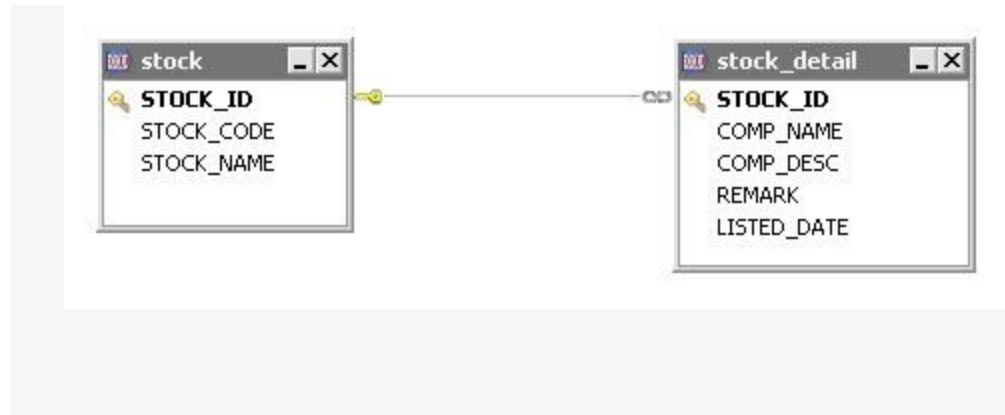 stock
STOCK_ID
STOCK_CODE
STOCK_NAME
stock_detail
STOCK_ID
COMP_NAME
COMP_DESC
REMARK
LISTED_DATE